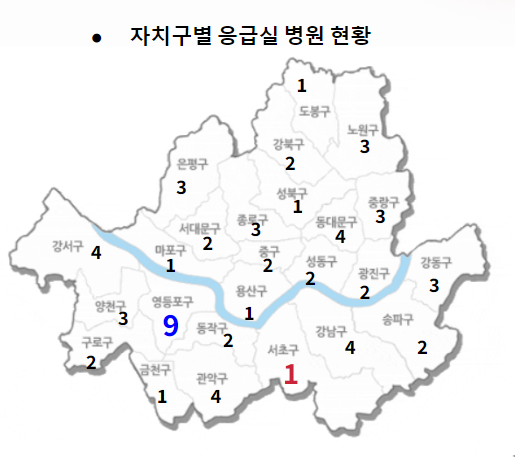 ● 자치구별 응급실 병원 현황
1
도봉구
노원구
3
강북구
2
은평구
3
성북구
1
중랑구
3
종로구
3
동대문구
4
서대문구
2
강서구
4
마포구
1
중구
2
성동구
2
광진구
2
강동구
3
용산구
1
양천구
3
영등포구
9
동작구
2
강남구
4
송파구
2
구로구
2
서초구
1
금천구
1
관악구
4